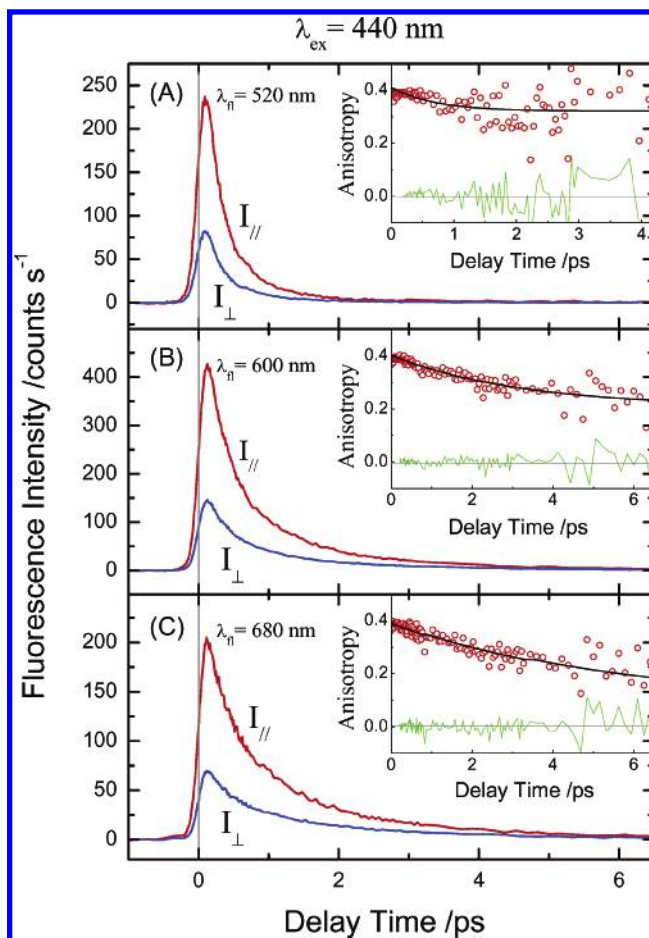 λex = 440 nm
Fluorescence Intensity /counts s⁻¹
(A)
λfl = 520 nm
I//
I⊥
250
200
150
100
50
0
Anisotropy
0.4
0.2
0.0
0 1 2 3 4
Delay Time /ps
(B)
λfl = 600 nm
I//
I⊥
400
300
200
100
0
Anisotropy
0.4
0.2
0.0
0 2 4 6
Delay Time /ps
(C)
λfl = 680 nm
I//
I⊥
200
150
100
50
0
Anisotropy
0.4
0.2
0.0
0 2 4 6
Delay Time /ps
0 2 4 6
Delay Time /ps